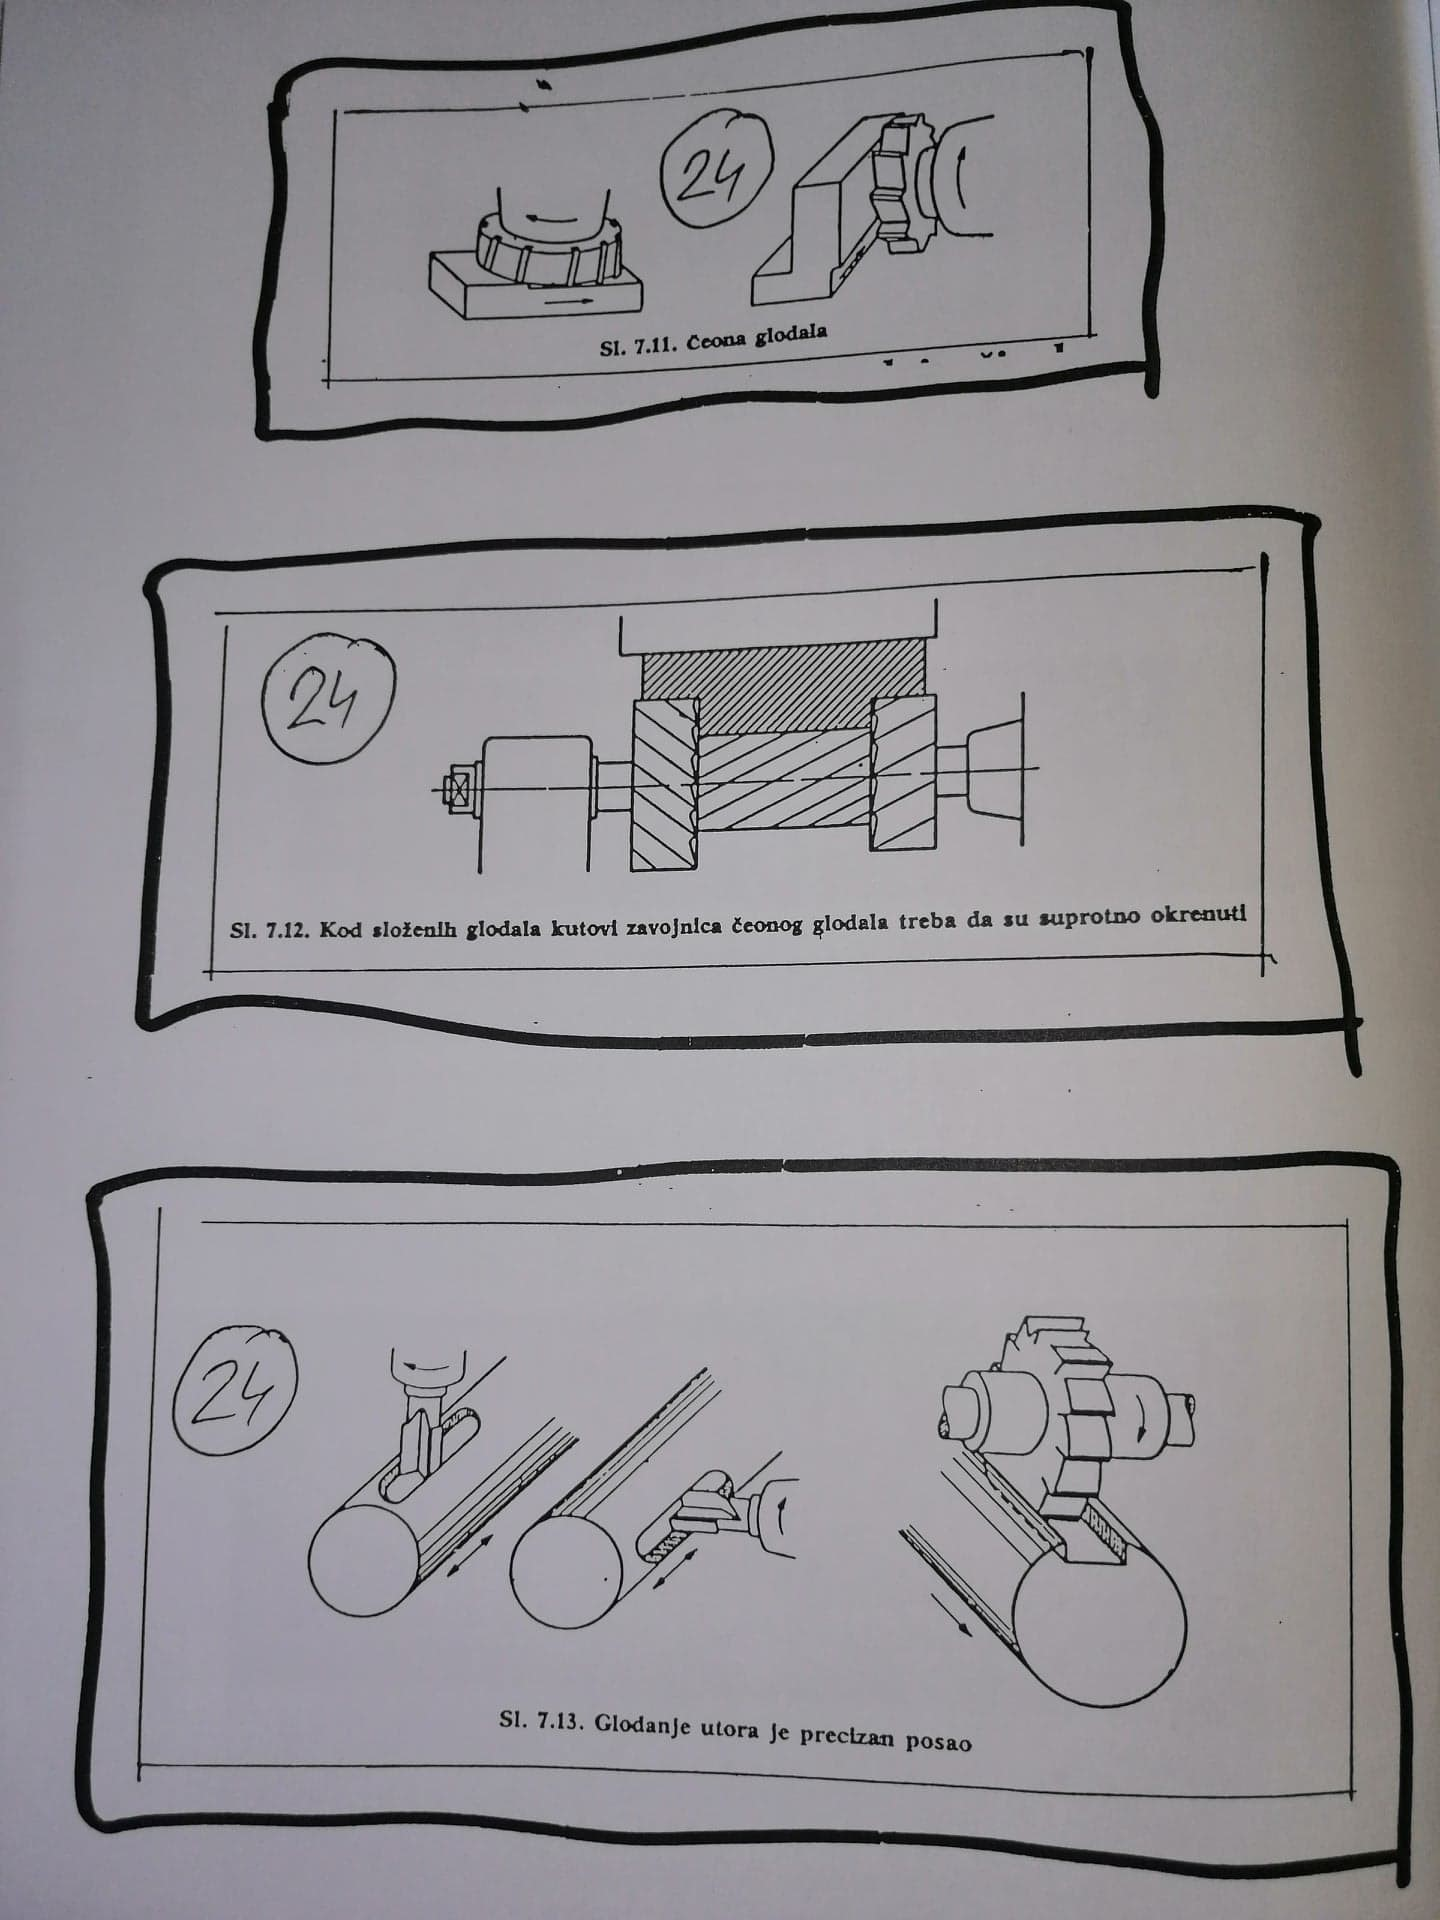 24
Sl. 7.11. Čeona glodala
24
Sl. 7.12. Kod složenih glodala kutovi zavojnica čeonog glodala treba da su suprotno okrenuti
24
Sl. 7.13. Glodanje utora je precizan posao